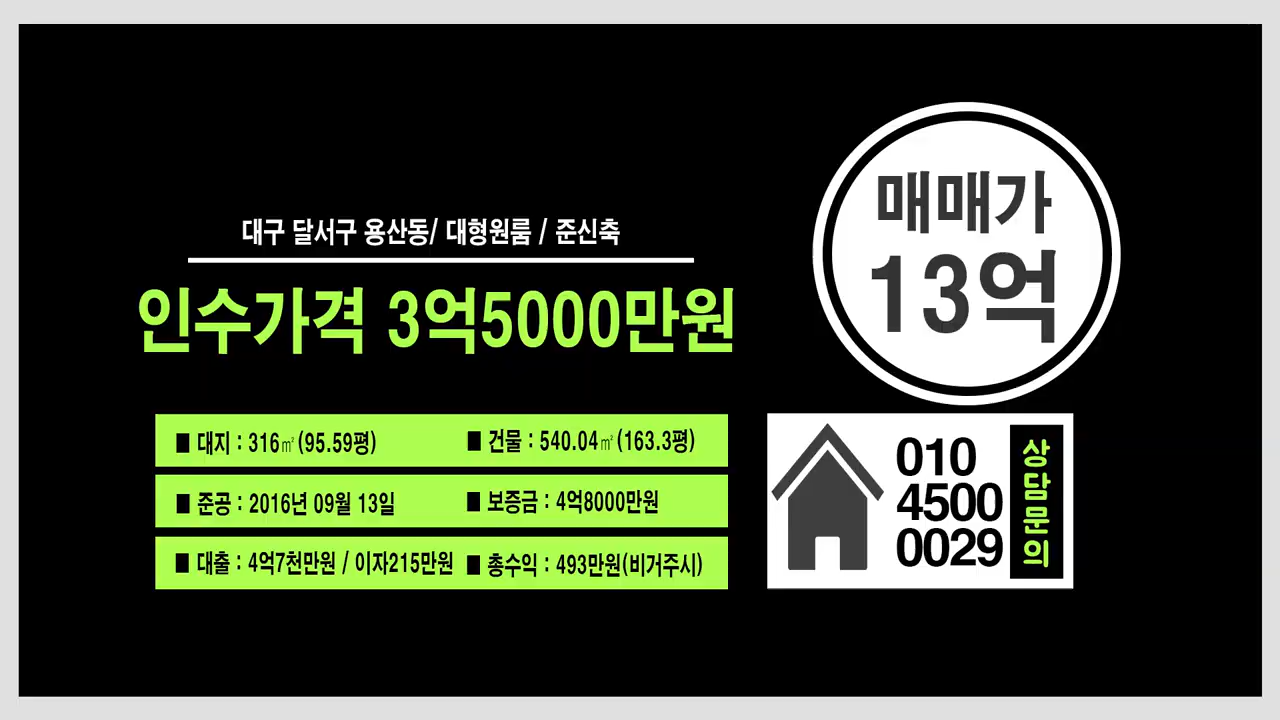 대구 달서구 용산동/ 대형원룸 / 준신축
인수가격 3억5000만원
매매가
13억
■ 대지 : 316㎡(95.59평)
■ 건물 : 540.04㎡(163.3평)
■ 준공 : 2016년 09월 13일
■ 보증금 : 4억8000만원
■ 대출 : 4억7천만원 / 이자215만원
■ 총수익 : 493만원(비거주시)
010
4500
0029
상담문의